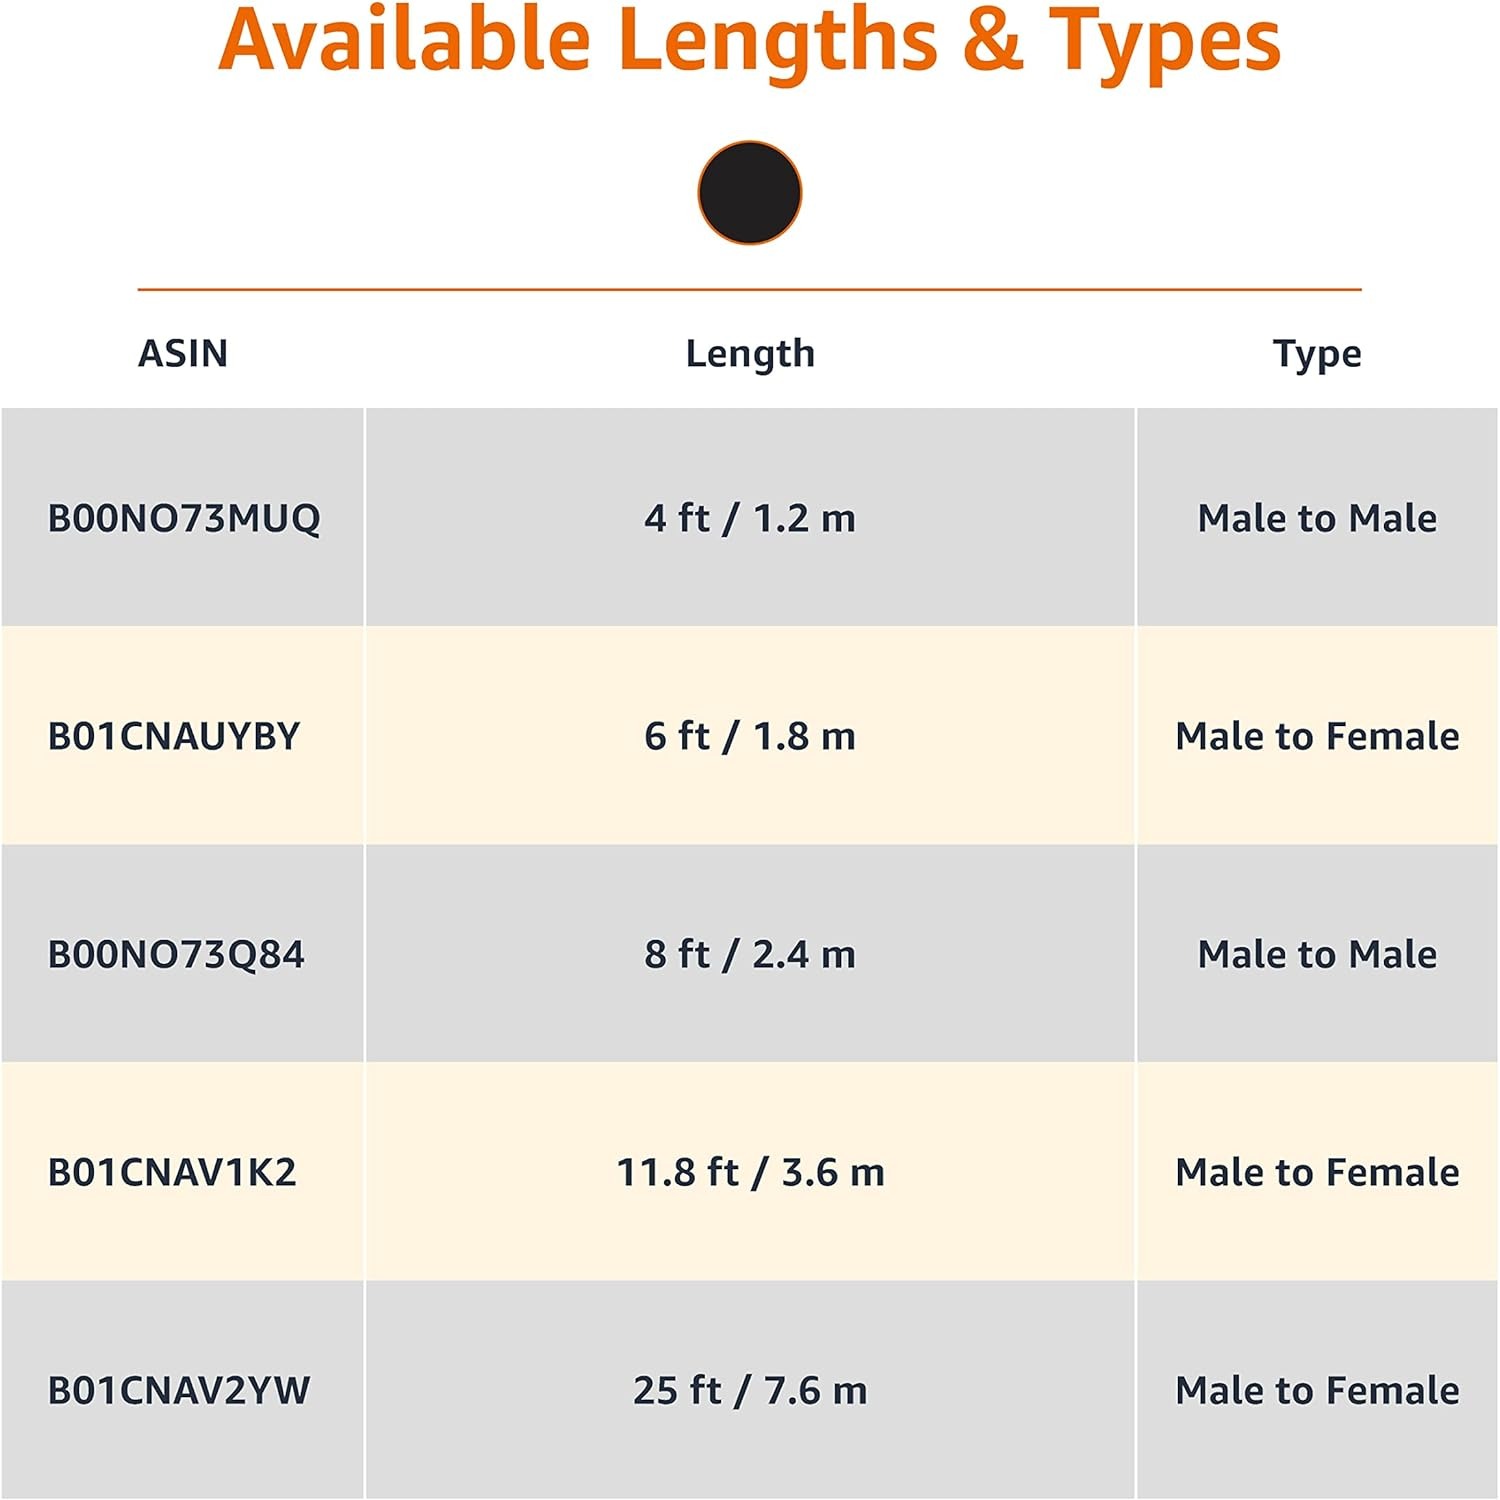 Available Lengths & Types
ASIN Length Type
B00NO73MUQ 4 ft / 1.2 m Male to Male
B01CNAUYBY 6 ft / 1.8 m Male to Female
B00NO73Q84 8 ft / 2.4 m Male to Male
B01CNAV1K2 11.8 ft / 3.6 m Male to Female
B01CNAV2YW 25 ft / 7.6 m Male to Female